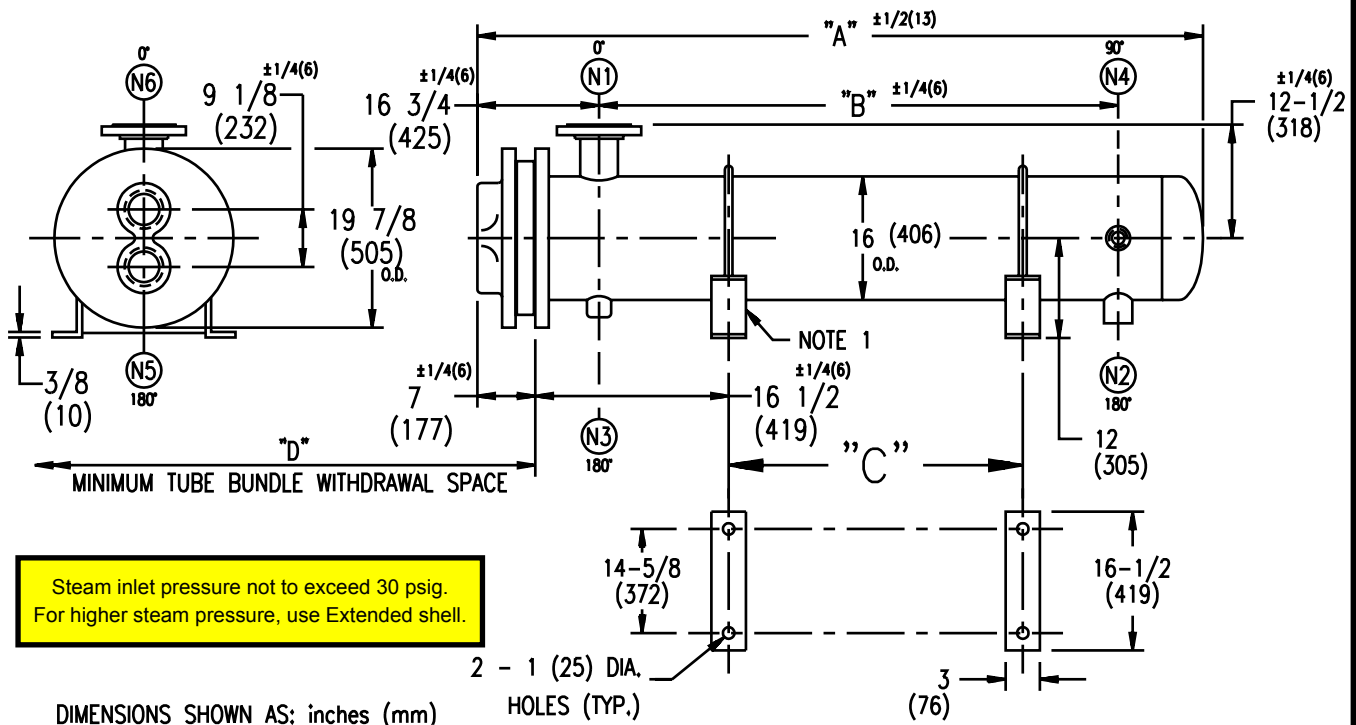 "A" ±1/2(13)
0°
N6
±1/4(6)
9 1/8
(232)
±1/4(6)
16 3/4
(425)
0°
N1
"B" ±1/4(6)
90°
N4
±1/4(6)
12-1/2
(318)
19 7/8
(505)
O.D.
16 (406)
O.D.
NOTE 1
3/8
(10)
N5
180°
±1/4(6)
7
(177)
N3
180°
±1/4(6)
16 1/2
(419)
N2
180°
12
(305)
"D"
MINIMUM TUBE BUNDLE WITHDRAWAL SPACE
"C"
14-5/8
(372)
16-1/2
(419)
Steam inlet pressure not to exceed 30 psig.
For higher steam pressure, use Extended shell.
2 - 1 (25) DIA.
HOLES (TYP.)
3
(76)
DIMENSIONS SHOWN AS: inches (mm)